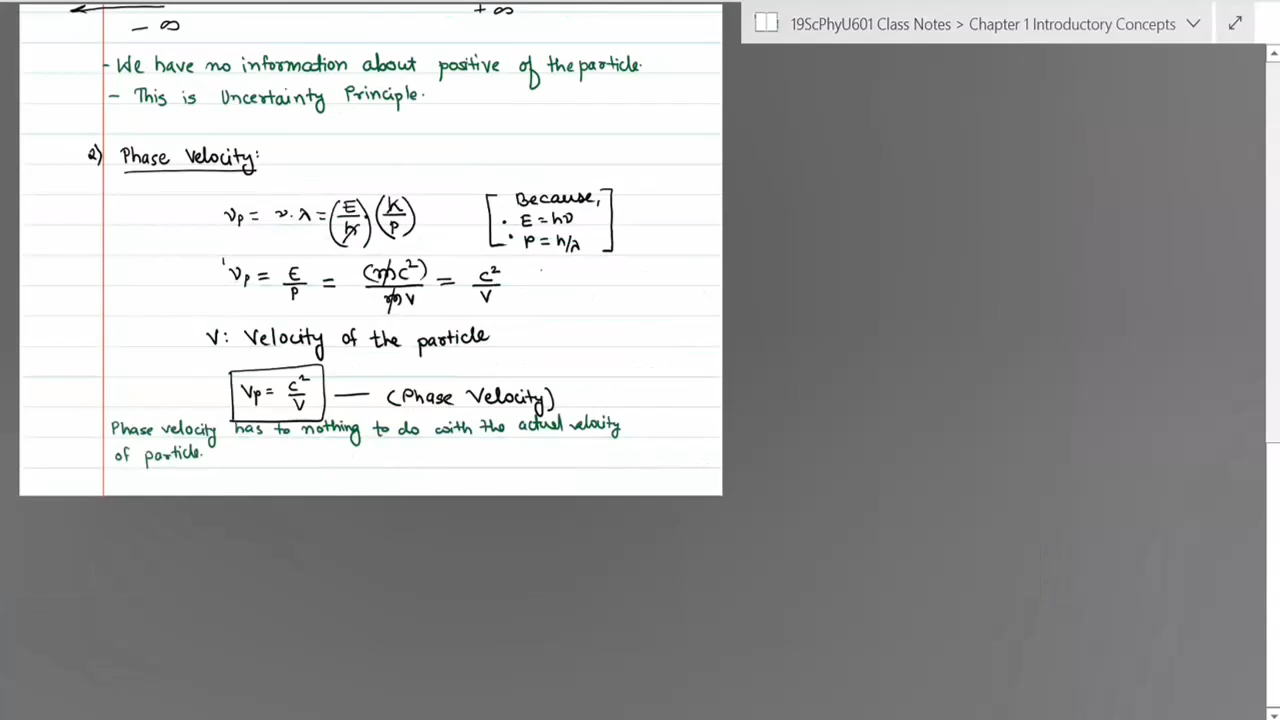 + ∞
19ScPhyU601 Class Notes > Chapter 1 Introductory Concepts
- ∞
- We have no information about positive of the particle.
- This is Uncertainty Principle.
2) Phase Velocity:
νp = ν.λ = (E/h).(h/p) [Because,
• E = hν
• P = h/λ]
νp = E/P = (mc²)/mv = c²/v
V: Velocity of the particle
Vp = c²/V — (Phase Velocity)
Phase velocity has to nothing to do with the actual velocity
of particle.